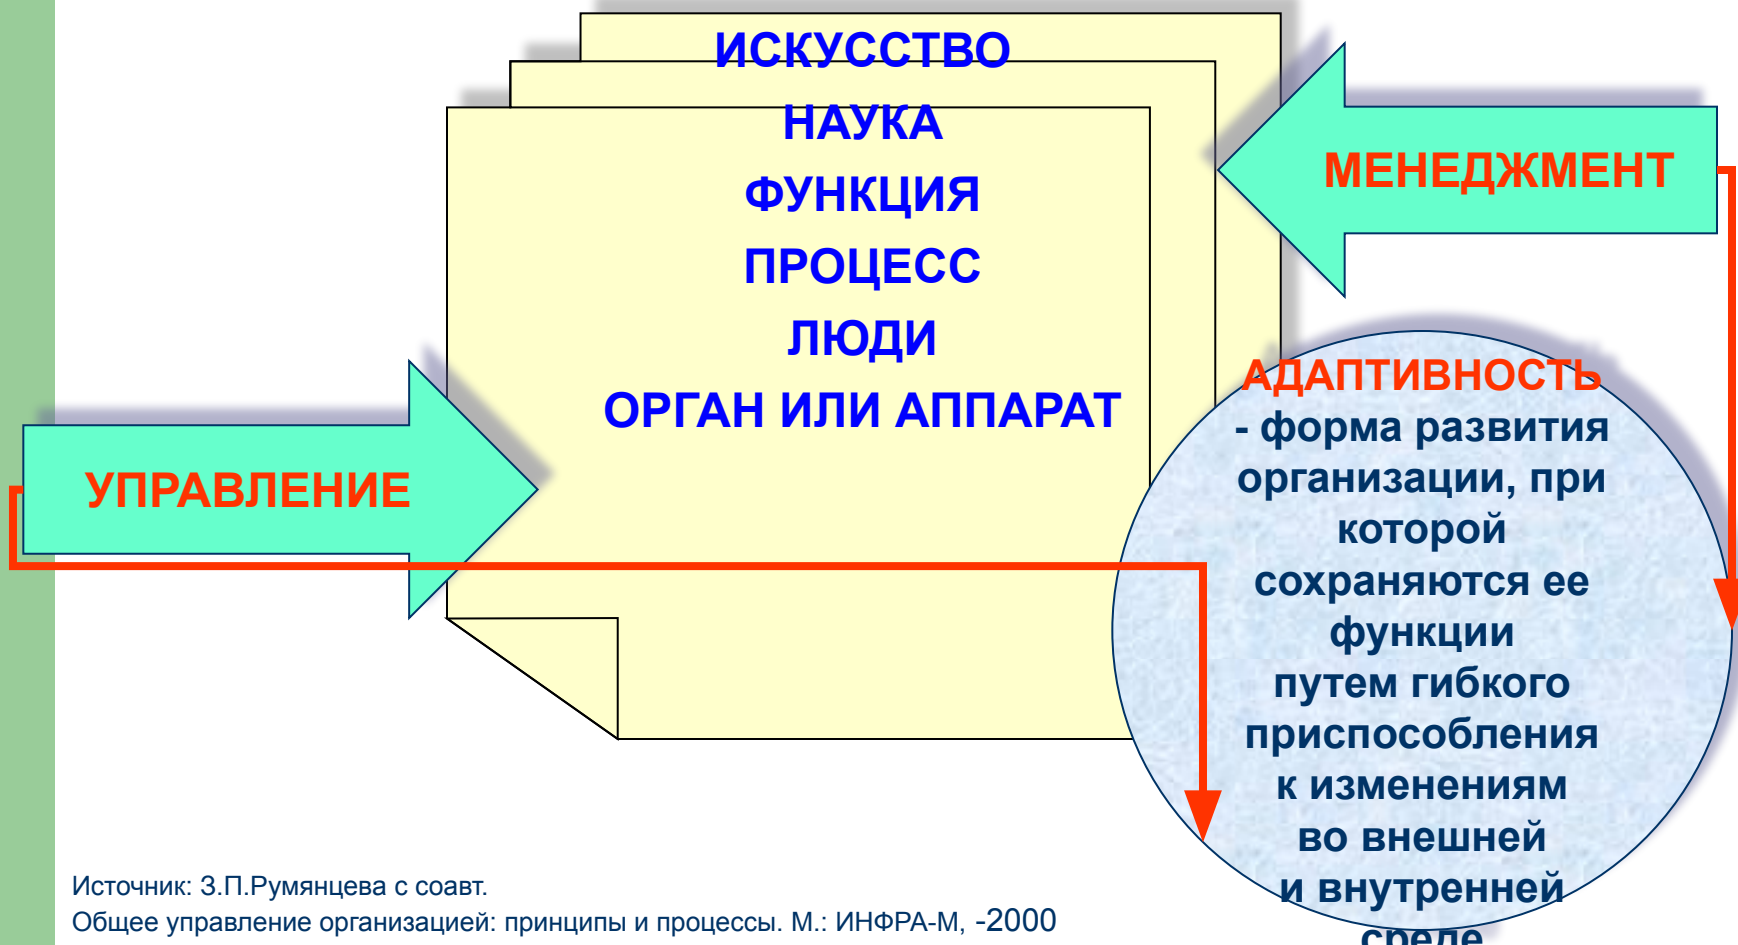 ИСКУССТВО
НАУКА
ФУНКЦИЯ
ПРОЦЕСС
ЛЮДИ
ОРГАН ИЛИ АППАРАТ
МЕНЕДЖМЕНТ
УПРАВЛЕНИЕ
АДАПТИВНОСТЬ
- форма развития
организации, при
которой
сохраняются ее
функции
путем гибкого
приспособления
к изменениям
во внешней
и внутренней
среде
Источник: З.П.Румянцева с соавт.
Общее управление организацией: принципы и процессы. М.: ИНФРА-М, -2000